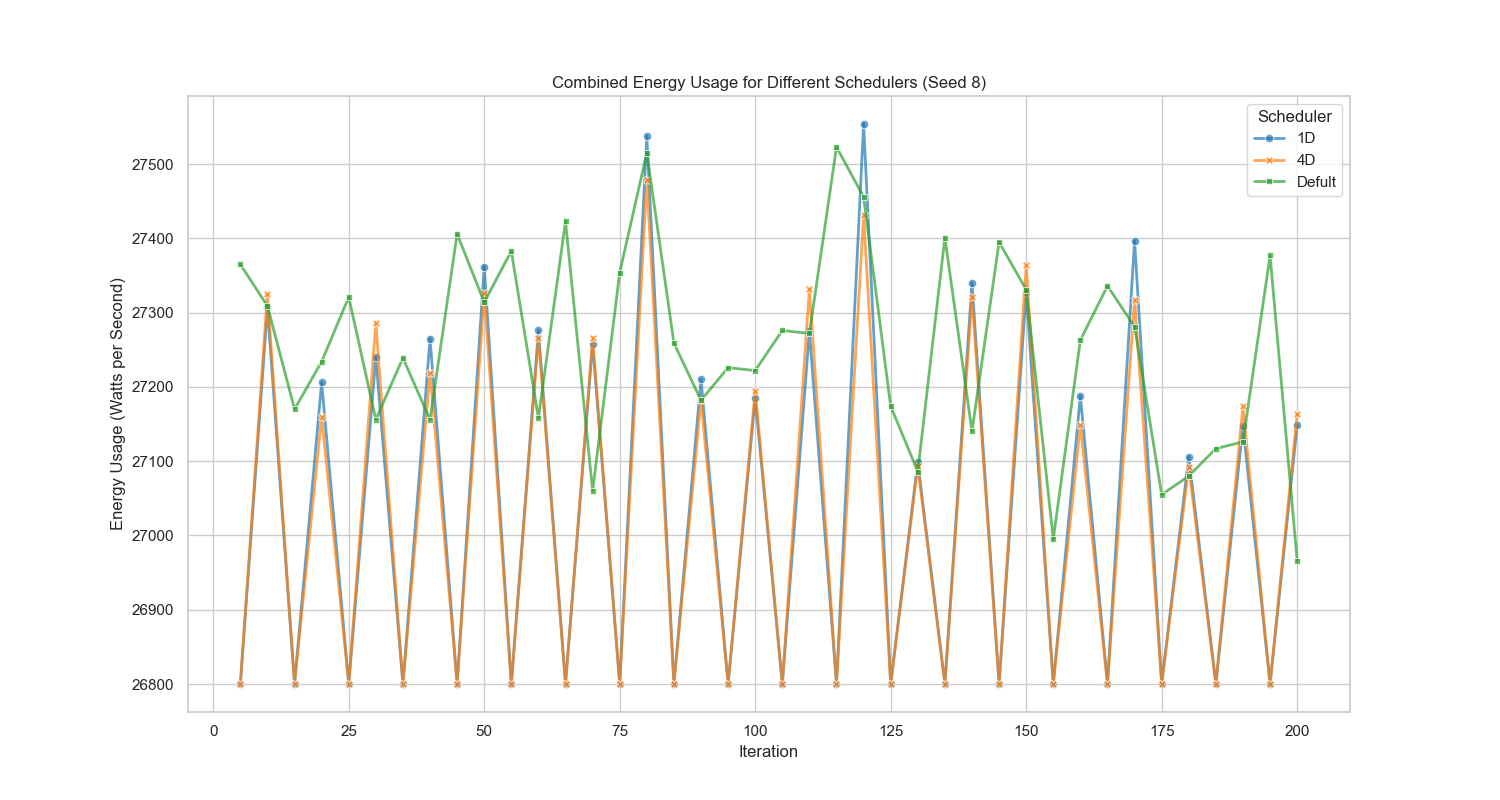 Combined Energy Usage for Different Schedulers (Seed 8)
Scheduler
1D
4D
Defult
Energy Usage (Watts per Second)
27500
27400
27300
27200
27100
27000
26900
26800
0 25 50 75 100 125 150 175 200
Iteration